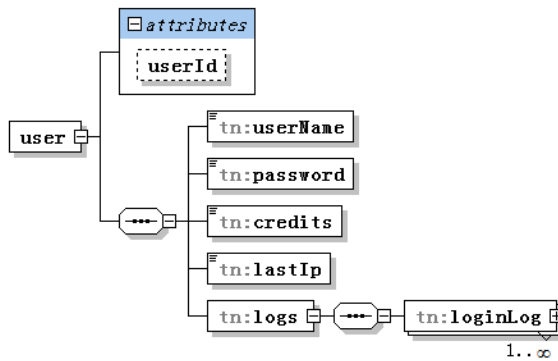 attributes
userId
user
tn:userName
tn:password
tn:credits
tn:lastIp
tn:logs
tn:loginLog
1..∞